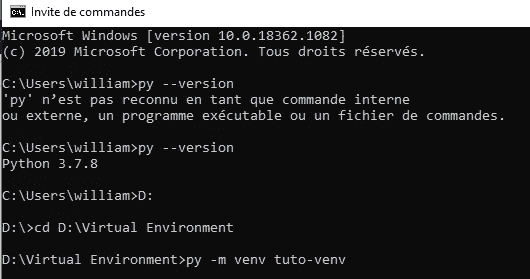 Invite de commandes
Microsoft Windows [version 10.0.18362.1082]
(c) 2019 Microsoft Corporation. Tous droits réservés.
C:\Users\william>py --version
'py' n’est pas reconnu en tant que commande interne
ou externe, un programme exécutable ou un fichier de commandes.
C:\Users\william>py --version
Python 3.7.8
C:\Users\william>D:
D:\>cd D:\Virtual Environment
D:\Virtual Environment>py -m venv tuto-venv